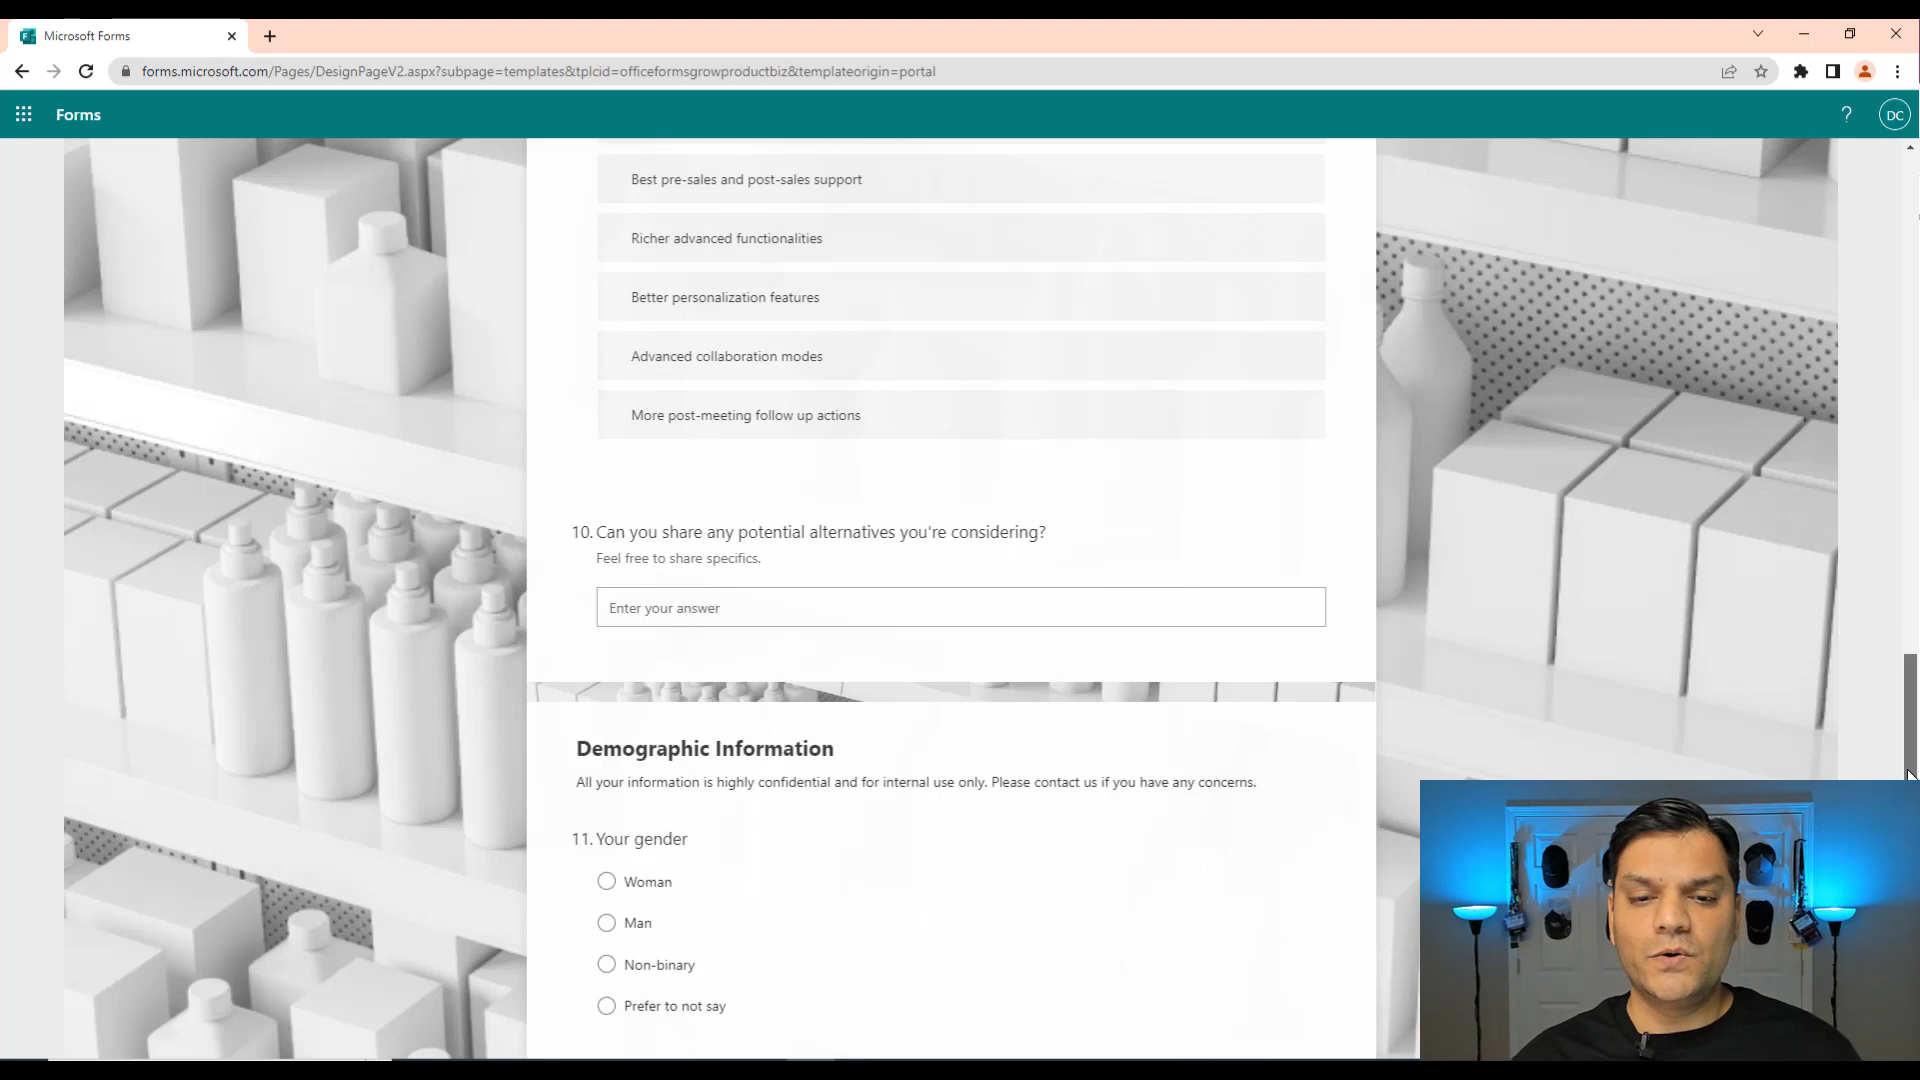 Microsoft Forms
forms.microsoft.com/Pages/DesignPageV2.aspx?subpage=templates&tplcid=officeformsgrowproductbiz&templateorigin=portal
Forms
?
DC
Best pre-sales and post-sales support
Richer advanced functionalities
Better personalization features
Advanced collaboration modes
More post-meeting follow up actions
10. Can you share any potential alternatives you're considering?
Feel free to share specifics.
Enter your answer
Demographic Information
All your information is highly confidential and for internal use only. Please contact us if you have any concerns.
11. Your gender
Woman
Man
Non-binary
Prefer to not say